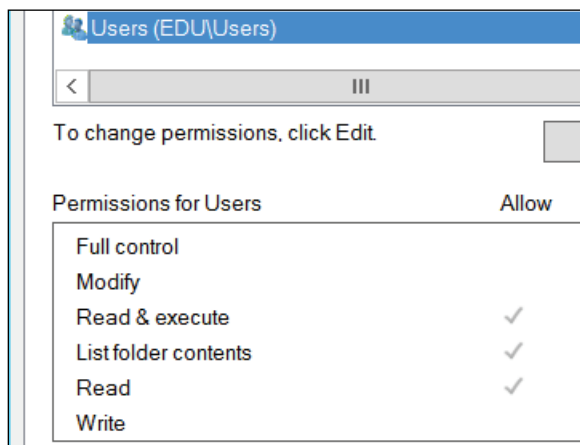 Users (EDU\Users)
To change permissions, click Edit.
Permissions for Users Allow
Full control
Modify
Read & execute
List folder contents
Read
Write